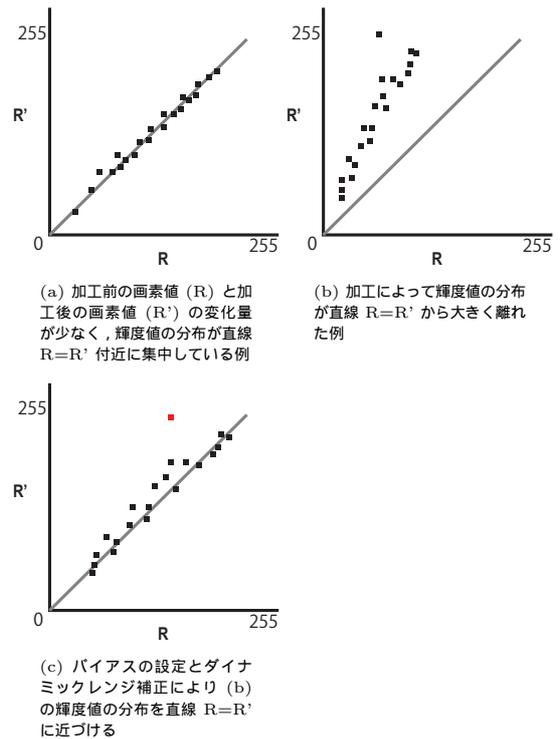 255
R’
0
R
255
(a) 加工前の画素値 (R) と加
工後の画素値 (R’) の変化量
が少なく , 輝度値の分布が直線
R=R’ 付近に集中している例
255
R’
0
R
255
(b) 加工によって輝度値の分布
が直線 R=R’ から大きく離れ
た例
255
R’
0
R
255
(c) バイアスの設定とダイナ
ミックレンジ補正により (b)
の輝度値の分布を直線 R=R’
に近づける